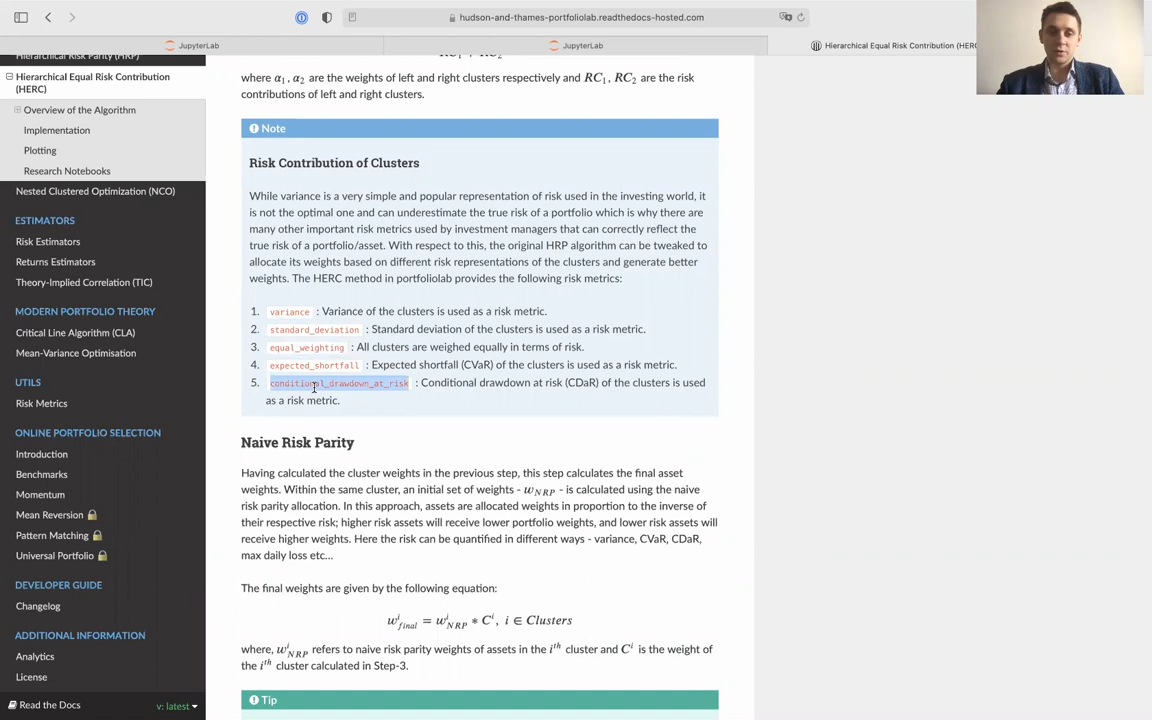 hudson-and-thames-portfoliolab.readthedocs-hosted.com
JupyterLab
JupyterLab
Hierarchical Equal Risk Contribution (HERC
Hierarchical Risk Parity (HRP)
Hierarchical Equal Risk Contribution
(HERC)
Overview of the Algorithm
Implementation
Plotting
Research Notebooks
Nested Clustered Optimization (NCO)
ESTIMATORS
Risk Estimators
Returns Estimators
Theory-Implied Correlation (TIC)
MODERN PORTFOLIO THEORY
Critical Line Algorithm (CLA)
Mean-Variance Optimisation
UTILS
Risk Metrics
ONLINE PORTFOLIO SELECTION
Introduction
Benchmarks
Momentum
Mean Reversion
Pattern Matching
Universal Portfolio
DEVELOPER GUIDE
Changelog
ADDITIONAL INFORMATION
Analytics
License
Read the Docs
v: latest
where α1, α2 are the weights of left and right clusters respectively and RC1, RC2 are the risk
contributions of left and right clusters.
Note
Risk Contribution of Clusters
While variance is a very simple and popular representation of risk used in the investing world, it
is not the optimal one and can underestimate the true risk of a portfolio which is why there are
many other important risk metrics used by investment managers that can correctly reflect the
true risk of a portfolio/asset. With respect to this, the original HRP algorithm can be tweaked to
allocate its weights based on different risk representations of the clusters and generate better
weights. The HERC method in portfoliolab provides the following risk metrics:
1. variance : Variance of the clusters is used as a risk metric.
2. standard_deviation : Standard deviation of the clusters is used as a risk metric.
3. equal_weighting : All clusters are weighed equally in terms of risk.
4. expected_shortfall : Expected shortfall (CVaR) of the clusters is used as a risk metric.
5. conditional_drawdown_at_risk : Conditional drawdown at risk (CDaR) of the clusters is used
as a risk metric.
Naive Risk Parity
Having calculated the cluster weights in the previous step, this step calculates the final asset
weights. Within the same cluster, an initial set of weights - wNRP - is calculated using the naive
risk parity allocation. In this approach, assets are allocated weights in proportion to the inverse of
their respective risk; higher risk assets will receive lower portfolio weights, and lower risk assets will
receive higher weights. Here the risk can be quantified in different ways - variance, CVaR, CDaR,
max daily loss etc...
The final weights are given by the following equation:
w^i_final = w^i_NRP * C^i, i ∈ Clusters
where, w^i_NRP refers to naive risk parity weights of assets in the i^th cluster and C^i is the weight of
the i^th cluster calculated in Step-3.
Tip